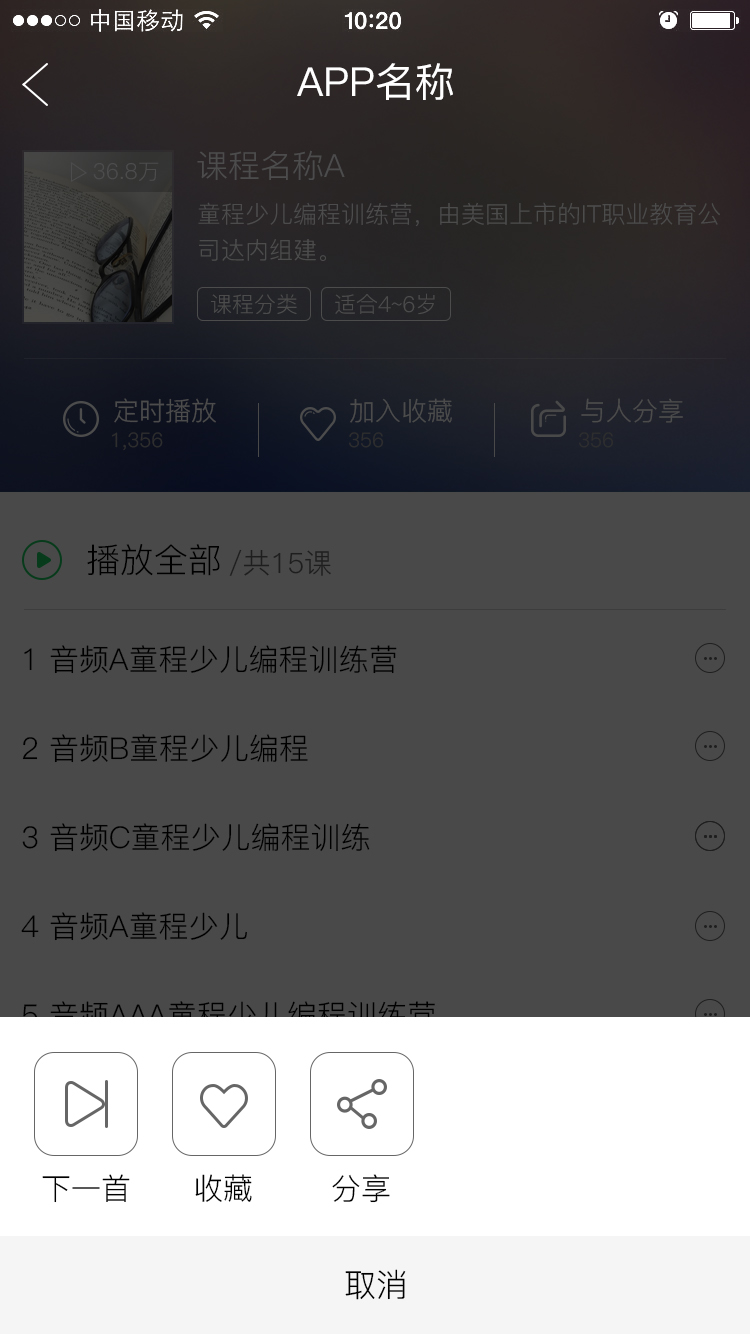 中国移动 10:20
APP名称
36.8万
课程名称A
童程少儿编程训练营，由美国上市的IT职业教育公
司达内组建。
课程分类 适合4~6岁
定时播放 加入收藏 与人分享
1,356 356 356
播放全部 /共15课
1 音频A童程少儿编程训练营
2 音频B童程少儿编程
3 音频C童程少儿编程训练
4 音频A童程少儿
5 音频AAA童程少儿编程训练营
下一首 收藏 分享
取消